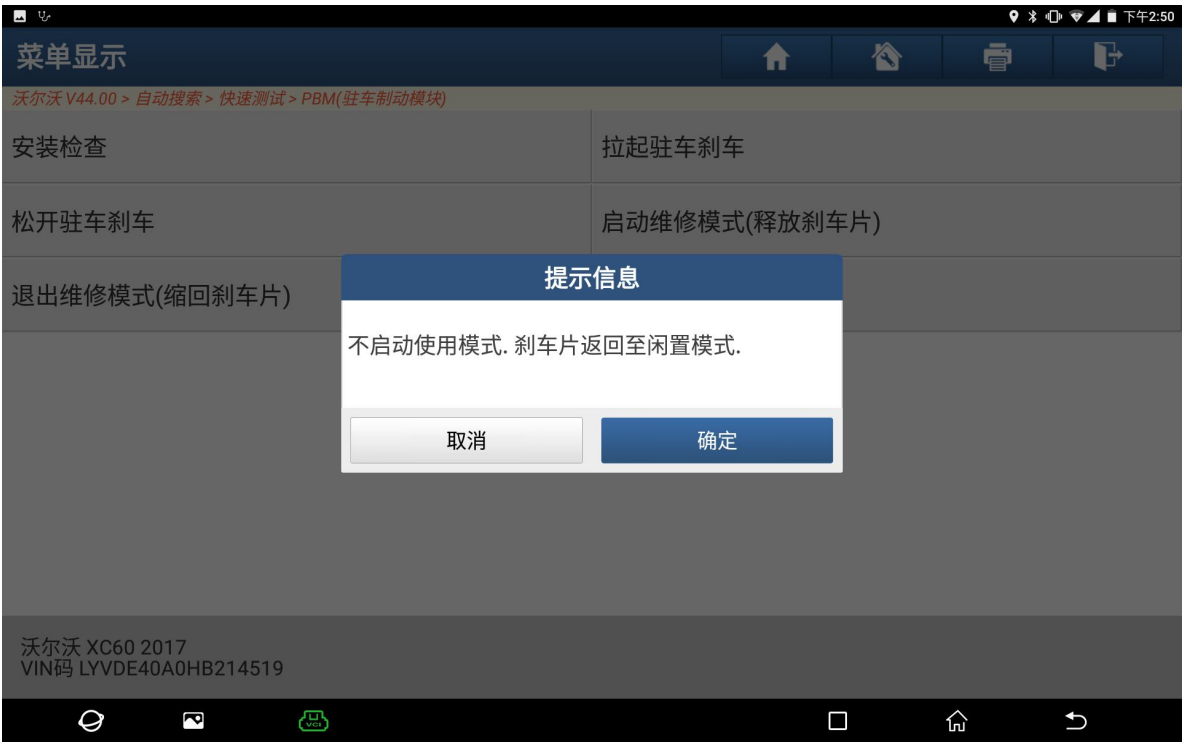 下午2:50
菜单显示
沃尔沃 V44.00 > 自动搜索 > 快速测试 > PBM(驻车制动模块)
安装检查
拉起驻车刹车
松开驻车刹车
启动维修模式(释放刹车片)
退出维修模式(缩回刹车片)
提示信息
不启动使用模式. 刹车片返回至闲置模式.
取消
确定
沃尔沃 XC60 2017
VIN码 LYVDE40A0HB214519
VCI